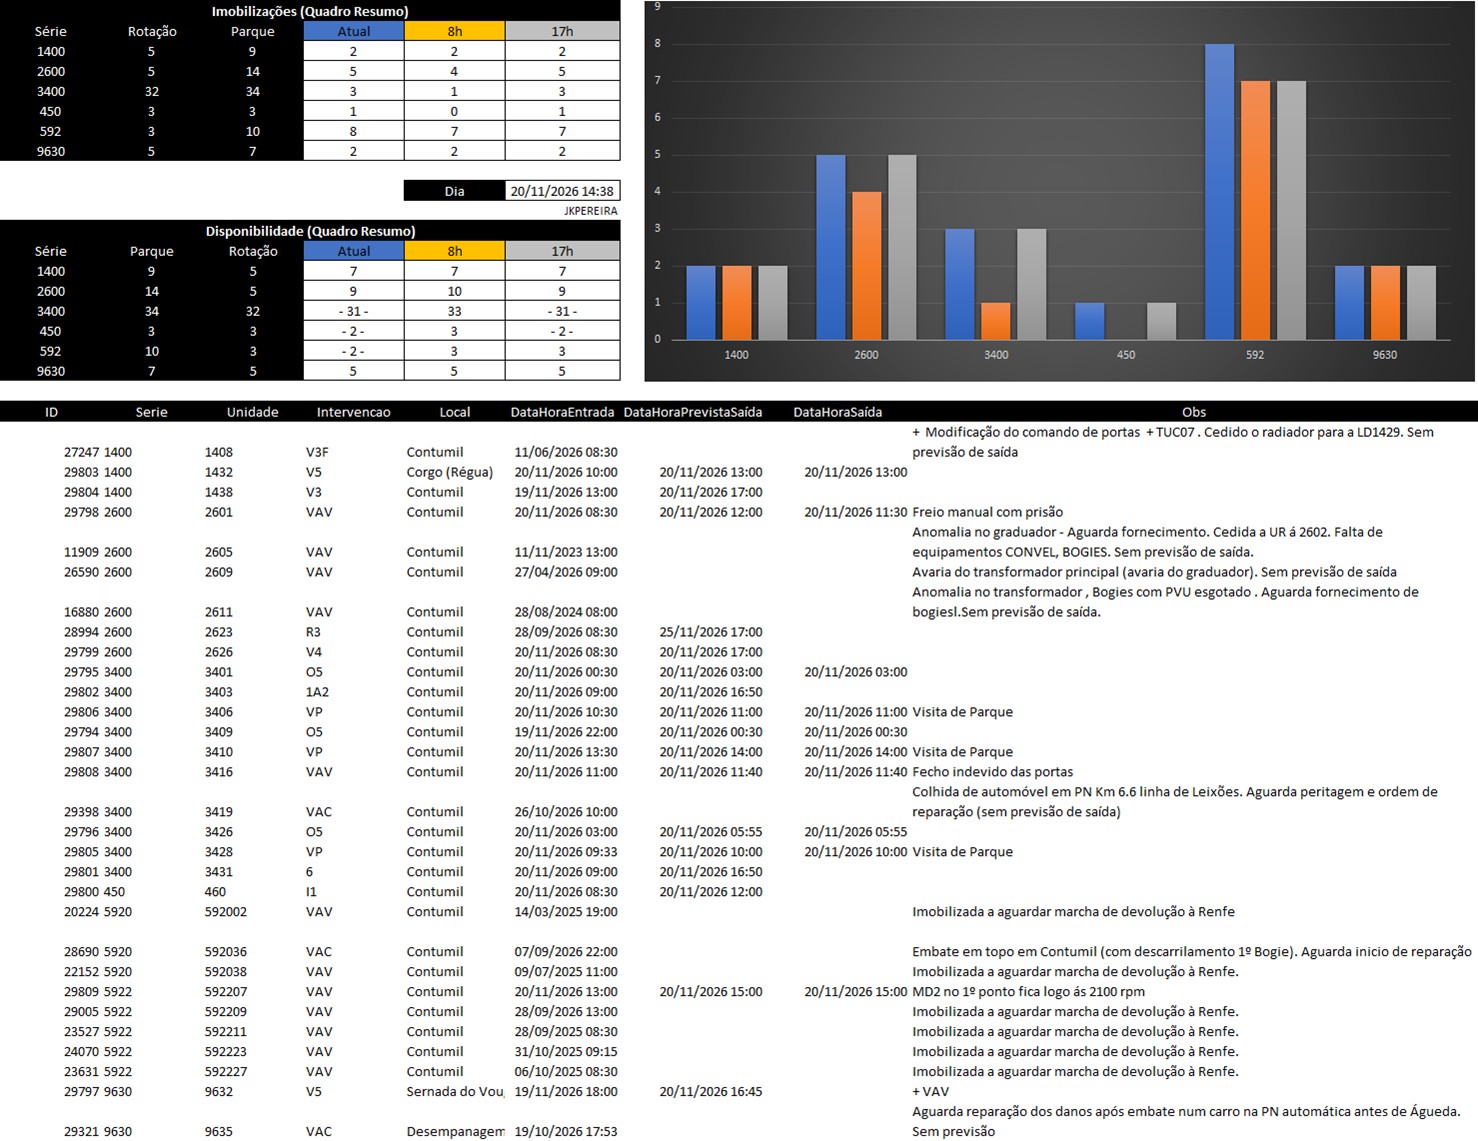 Imobilizações (Quadro Resumo)
Série Rotação Parque Atual 8h 17h
1400 5 9 2 2 2
2600 5 14 5 4 5
3400 32 34 3 1 3
450 3 3 1 0 1
592 3 10 8 7 7
9630 5 7 2 2 2
Dia 20/11/2026 14:38
JKPEREIRA
Disponibilidade (Quadro Resumo)
Série Parque Rotação Atual 8h 17h
1400 9 5 7 7 7
2600 14 5 9 10 9
3400 34 32 - 31 - 33 - 31 -
450 3 3 - 2 - 3 - 2 -
592 10 3 - 2 - 3 3
9630 7 5 5 5 5
9
8
7
6
5
4
3
2
1
0
1400 2600 3400 450 592 9630
ID Serie Unidade Intervencao Local DataHoraEntrada DataHoraPrevistaSaída DataHoraSaída Obs
+ Modificação do comando de portas + TUC07 . Cedido o radiador para a LD1429. Sem
27247 1400 1408 V3F Contumil 11/06/2026 08:30 previsão de saída
29803 1400 1432 V5 Corgo (Régua) 20/11/2026 10:00 20/11/2026 13:00 20/11/2026 13:00
29804 1400 1438 V3 Contumil 19/11/2026 13:00 20/11/2026 17:00
29798 2600 2601 VAV Contumil 20/11/2026 08:30 20/11/2026 12:00 20/11/2026 11:30 Freio manual com prisão
Anomalia no graduador - Aguarda fornecimento. Cedida a UR á 2602. Falta de
11909 2600 2605 VAV Contumil 11/11/2023 13:00 equipamentos CONVEL, BOGIES. Sem previsão de saída.
26590 2600 2609 VAV Contumil 27/04/2026 09:00 Avaria do transformador principal (avaria do graduador). Sem previsão de saída
Anomalia no transformador , Bogies com PVU esgotado . Aguarda fornecimento de
16880 2600 2611 VAV Contumil 28/08/2024 08:00 bogiesl.Sem previsão de saída.
28994 2600 2623 R3 Contumil 28/09/2026 08:30 25/11/2026 17:00
29799 2600 2626 V4 Contumil 20/11/2026 08:30 20/11/2026 17:00
29795 3400 3401 O5 Contumil 20/11/2026 00:30 20/11/2026 03:00 20/11/2026 03:00
29802 3400 3403 1A2 Contumil 20/11/2026 09:00 20/11/2026 16:50
29806 3400 3406 VP Contumil 20/11/2026 10:30 20/11/2026 11:00 20/11/2026 11:00 Visita de Parque
29794 3400 3409 O5 Contumil 19/11/2026 22:00 20/11/2026 00:30 20/11/2026 00:30
29807 3400 3410 VP Contumil 20/11/2026 13:30 20/11/2026 14:00 20/11/2026 14:00 Visita de Parque
29808 3400 3416 VAV Contumil 20/11/2026 11:00 20/11/2026 11:40 20/11/2026 11:40 Fecho indevido das portas
Colhida de automóvel em PN Km 6.6 linha de Leixões. Aguarda peritagem e ordem de
29398 3400 3419 VAC Contumil 26/10/2026 10:00 reparação (sem previsão de saída)
29796 3400 3426 O5 Contumil 20/11/2026 03:00 20/11/2026 05:55 20/11/2026 05:55
29805 3400 3428 VP Contumil 20/11/2026 09:33 20/11/2026 10:00 20/11/2026 10:00 Visita de Parque
29801 3400 3431 6 Contumil 20/11/2026 09:00 20/11/2026 16:50
29800 450 460 I1 Contumil 20/11/2026 08:30 20/11/2026 12:00
20224 5920 592002 VAV Contumil 14/03/2025 19:00 Imobilizada a aguardar marcha de devolução à Renfe
28690 5920 592036 VAC Contumil 07/09/2026 22:00 Embate em topo em Contumil (com descarrilamento 1º Bogie). Aguarda inicio de reparação
22152 5920 592038 VAV Contumil 09/07/2025 11:00 Imobilizada a aguardar marcha de devolução à Renfe.
29809 5922 592207 VAV Contumil 20/11/2026 13:00 20/11/2026 15:00 20/11/2026 15:00 MD2 no 1º ponto fica logo ás 2100 rpm
29005 5922 592209 VAV Contumil 28/09/2026 13:00 Imobilizada a aguardar marcha de devolução à Renfe.
23527 5922 592211 VAV Contumil 28/09/2025 08:30 Imobilizada a aguardar marcha de devolução à Renfe.
24070 5922 592223 VAV Contumil 31/10/2025 09:15 Imobilizada a aguardar marcha de devolução à Renfe.
23631 5922 592227 VAV Contumil 06/10/2025 08:30 Imobilizada a aguardar marcha de devolução à Renfe.
29797 9630 9632 V5 Sernada do Vou 19/11/2026 18:00 20/11/2026 16:45 + VAV
Aguarda reparação dos danos após embate num carro na PN automática antes de Águeda.
29321 9630 9635 VAC Desempanagem 19/10/2026 17:53 Sem previsão